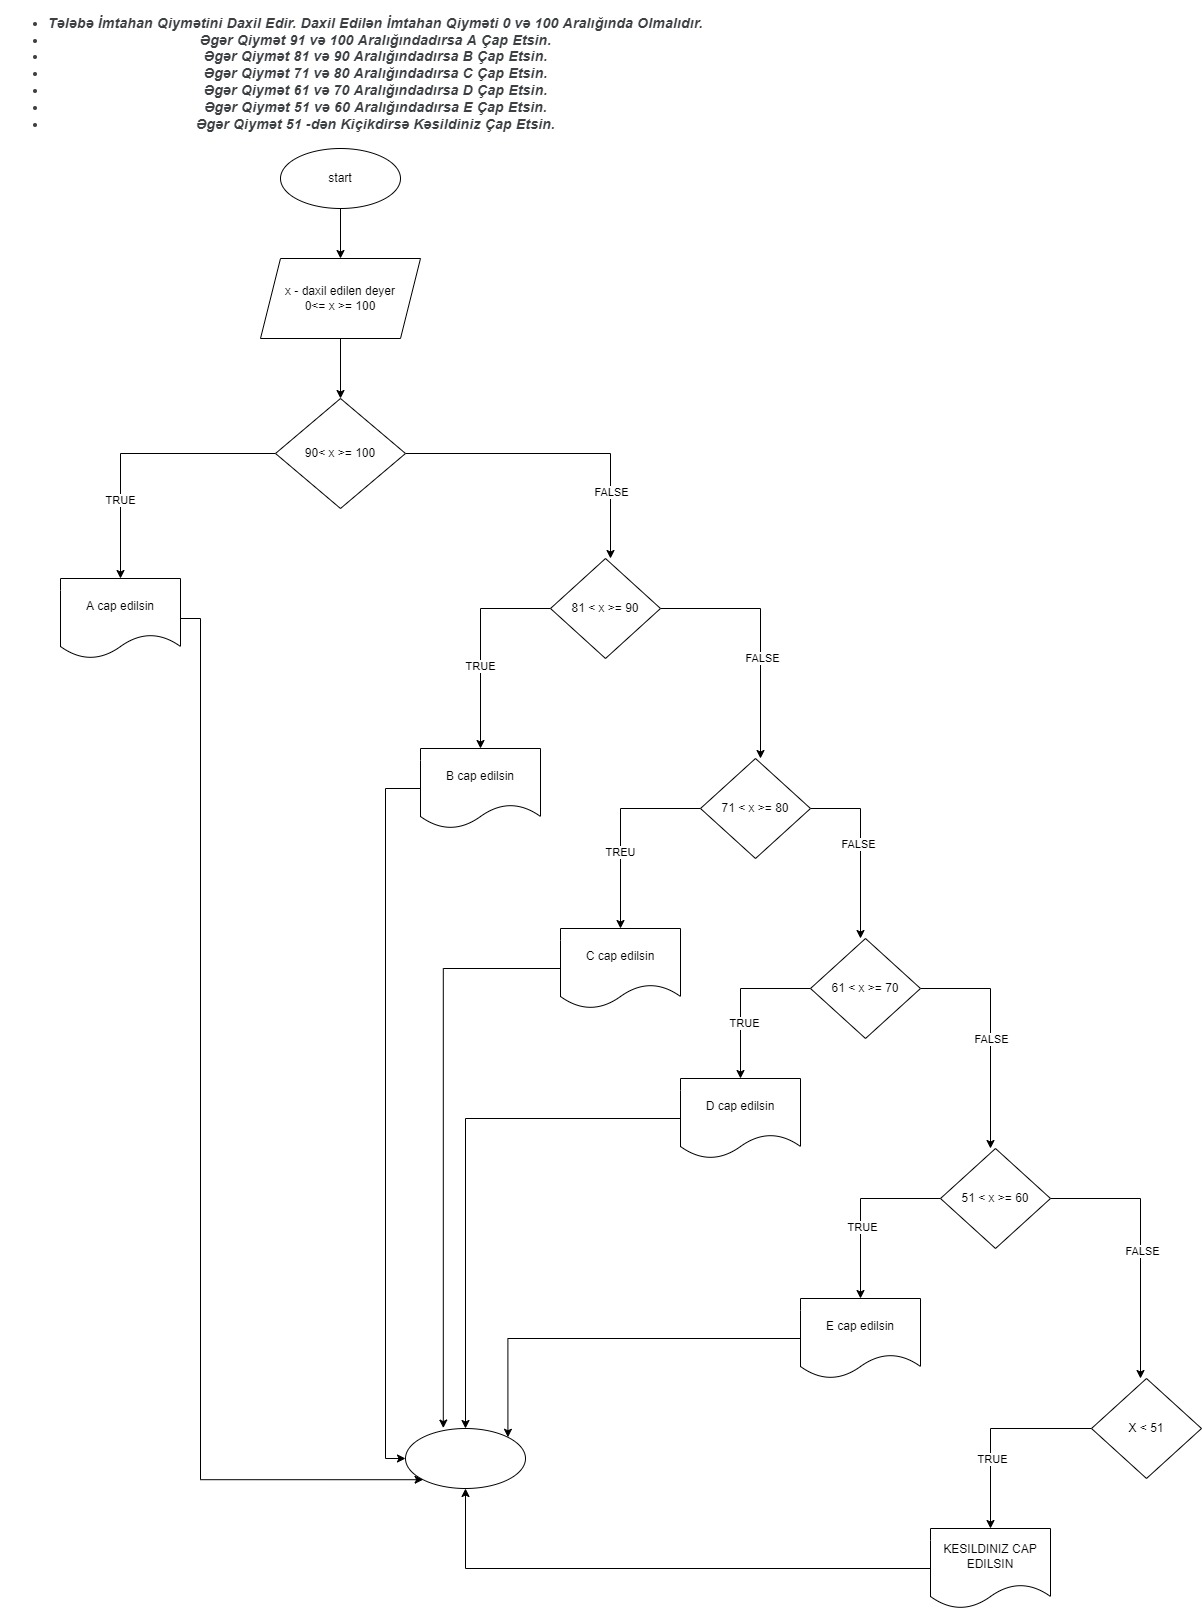 Tələbə İmtahan Qiymətini Daxil Edir. Daxil Edilən İmtahan Qiyməti 0 və 100 Aralığında Olmalıdır.
Əgər Qiymət 91 və 100 Aralığındadırsa A Çap Etsin.
Əgər Qiymət 81 və 90 Aralığındadırsa B Çap Etsin.
Əgər Qiymət 71 və 80 Aralığındadırsa C Çap Etsin.
Əgər Qiymət 61 və 70 Aralığındadırsa D Çap Etsin.
Əgər Qiymət 51 və 60 Aralığındadırsa E Çap Etsin.
Əgər Qiymət 51 -dən Kiçikdirsə Kəsildiniz Çap Etsin.
start
x - daxil edilen deyer
0<= x >= 100
90< x >= 100
TRUE
FALSE
A cap edilsin
81 < x >= 90
TRUE
FALSE
B cap edilsin
71 < x >= 80
TREU
FALSE
C cap edilsin
61 < x >= 70
TRUE
FALSE
D cap edilsin
51 < x >= 60
TRUE
FALSE
E cap edilsin
X < 51
TRUE
KESILDINIZ CAP
EDILSIN